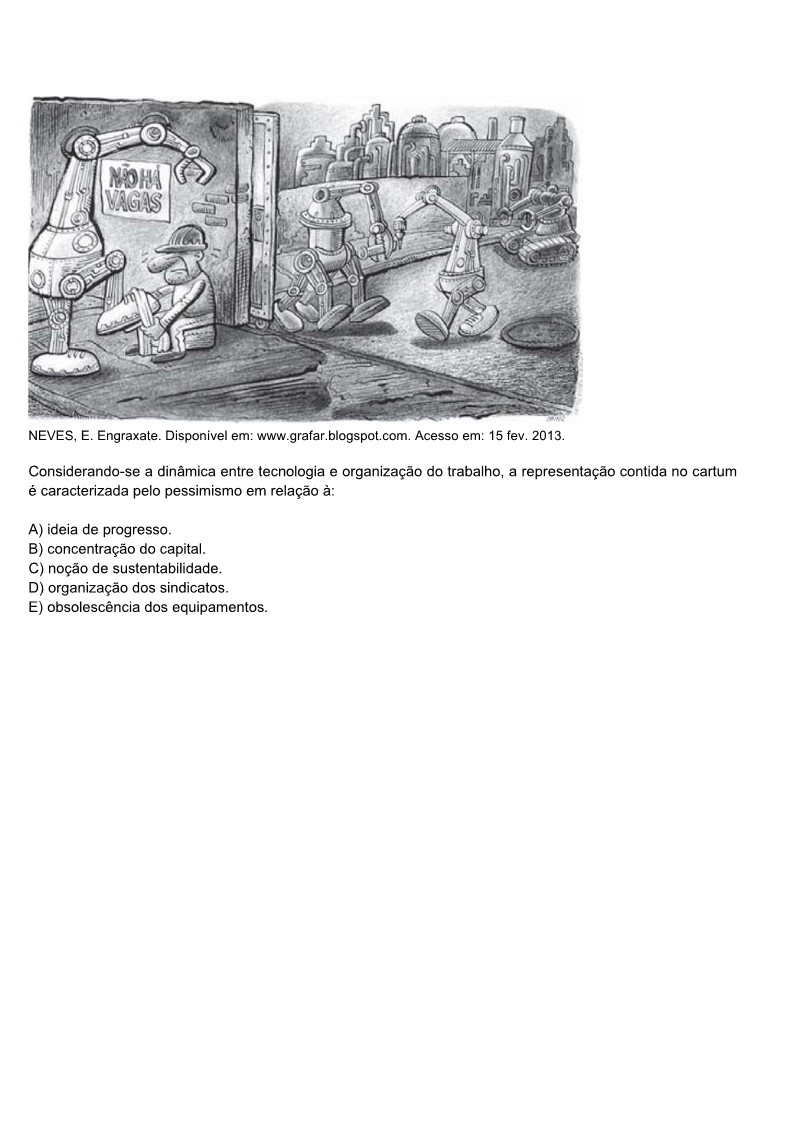 NÃO HÁ
VAGAS
NEVES, E. Engraxate. Disponível em: www.grafar.blogspot.com. Acesso em: 15 fev. 2013.
Considerando-se a dinâmica entre tecnologia e organização do trabalho, a representação contida no cartum
é caracterizada pelo pessimismo em relação à:
A) ideia de progresso.
B) concentração do capital.
C) noção de sustentabilidade.
D) organização dos sindicatos.
E) obsolescência dos equipamentos.